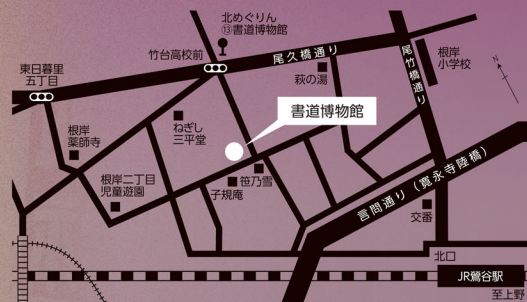 北めぐりん
⑬書道博物館
竹台高校前
尾久橋通り
東日暮里
五丁目
萩の湯
尾竹橋通り
根岸
小学校
N
書道博物館
ねぎし
三平堂
根岸
薬師寺
根岸二丁目
児童遊園
笹乃雪
子規庵
言問通り（寛永寺陸橋）
交番
北口
JR鶯谷駅
至上野